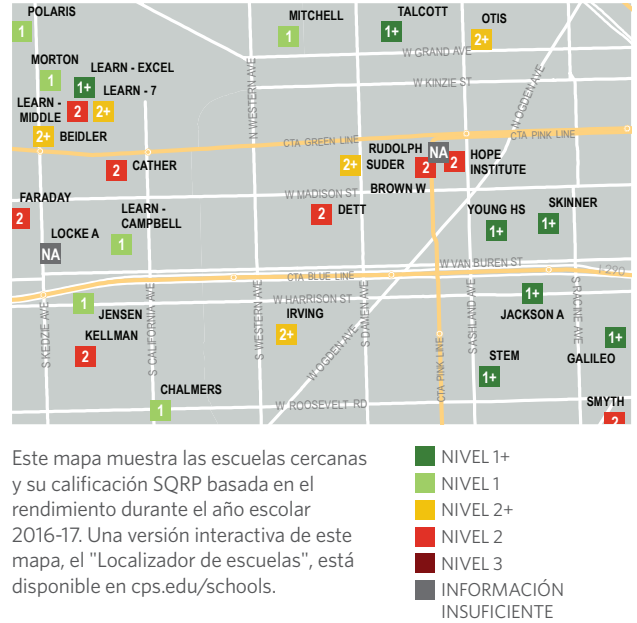 POLARIS
1
MITCHELL
1
TALCOTT
1+
OTIS
2+
W GRAND AVE
MORTON
1
LEARN - EXCEL
1+
LEARN - 7
2+
LEARN -
MIDDLE
2
2+
BEIDLER
N WESTERN AVE
W KINZIE ST
N OGDEN AVE
CTA GREEN LINE
CTA PINK LINE
2
CATHER
2+
SUDER
RUDOLPH
NA
2
BROWN W
2
HOPE
INSTITUTE
FARADAY
2
LOCKE A
NA
LEARN -
CAMPBELL
1
W MADISON ST
2
DETT
YOUNG HS
1+
SKINNER
1+
W VAN BUREN ST
I-290
CTA BLUE LINE
W HARRISON ST
1
JENSEN
KELLMAN
2
IRVING
2+
1+
JACKSON A
S KEDZIE AVE
S CALIFORNIA AVE
S WESTERN AVE
W OGDEN AVE
S DAMEN AVE
CTA PINK LINE
S ASHLAND AVE
S RACINE AVE
STEM
1+
1+
GALILEO
CHALMERS
1
W ROOSEVELT RD
SMYTH
2
Este mapa muestra las escuelas cercanas
y su calificación SQRP basada en el
rendimiento durante el año escolar
2016-17. Una versión interactiva de este
mapa, el "Localizador de escuelas", está
disponible en cps.edu/schools.
NIVEL 1+
NIVEL 1
NIVEL 2+
NIVEL 2
NIVEL 3
INFORMACIÓN
INSUFICIENTE